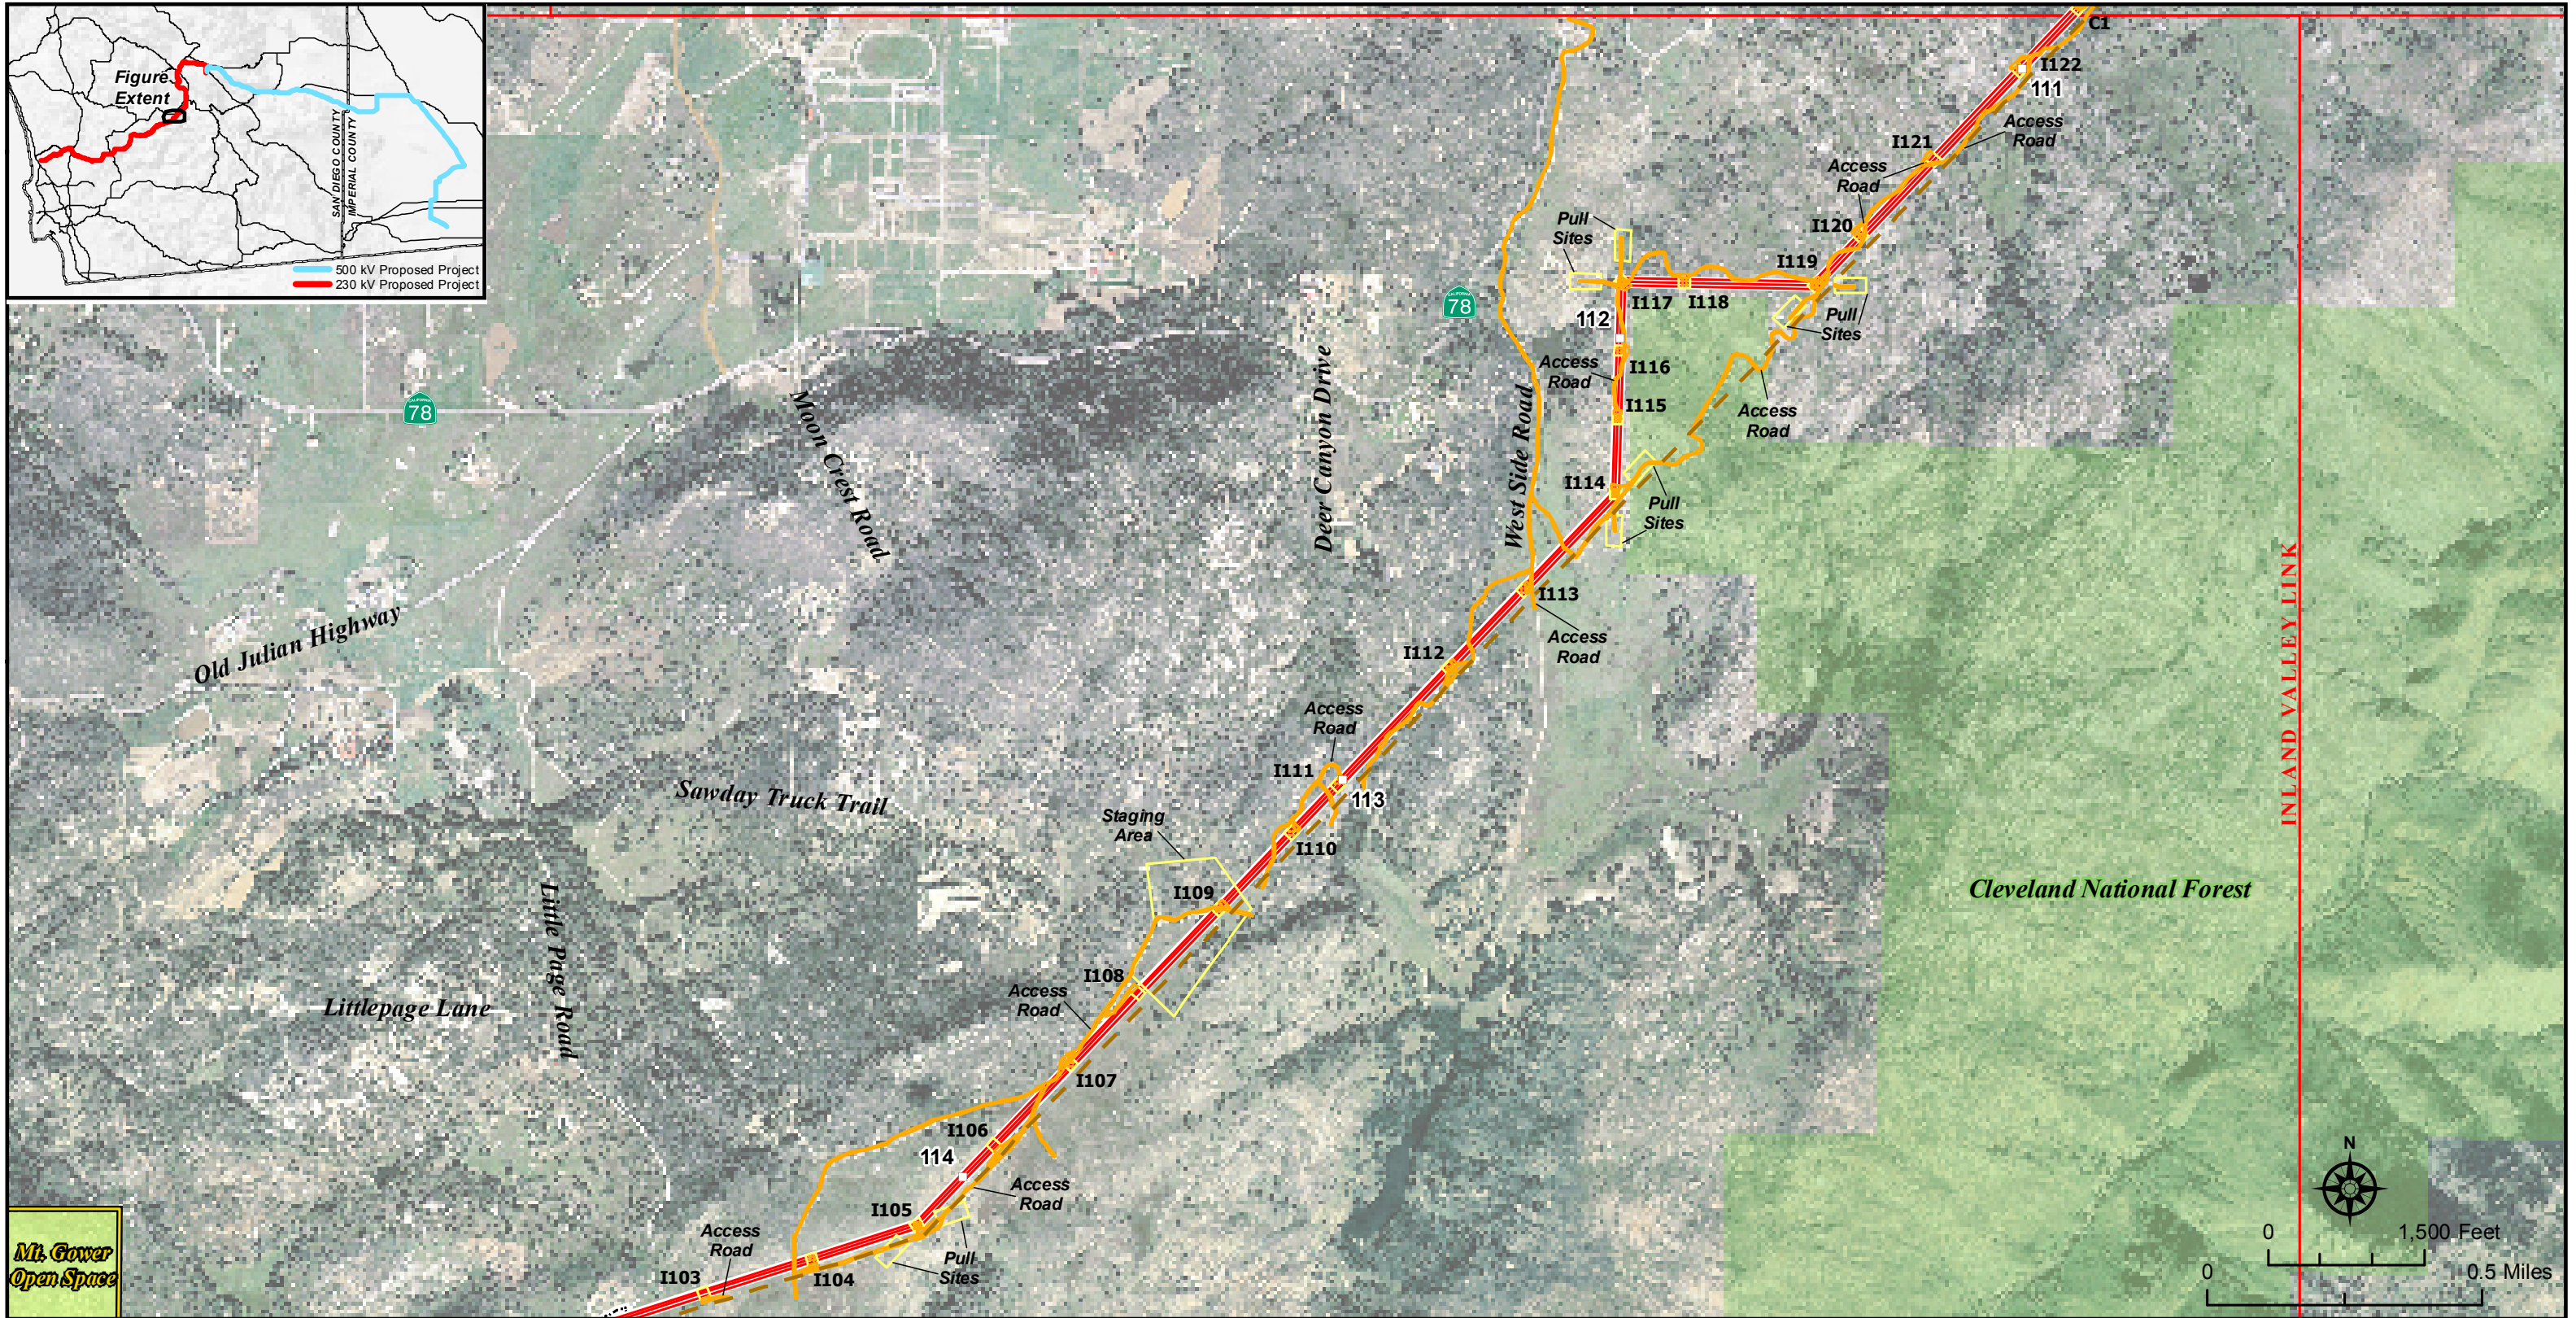 Figure
Extent
SAN DIEGO COUNTY
IMPERIAL COUNTY
500 kV Proposed Project
230 kV Proposed Project
C1
I122
111
Access
Road
I121
Access
Road
I120
Pull
Sites
I119
I117
I118
CALIFORNIA
78
112
Pull
Sites
Access
Road
I116
I115
Access
Road
CALIFORNIA
78
Moon Crest Road
Deer Canyon Drive
West Side Road
I114
Pull
Sites
I113
Access
Road
INLAND VALLEY LINK
Old Julian Highway
I112
Access
Road
I111
113
Sawday Truck Trail
Staging
Area
I110
I109
Cleveland National Forest
Little Page Road
I108
Access
Road
Littlepage Lane
I107
I106
114
Access
Road
I105
Access
Road
Pull
Sites
I104
I103
Mt. Gower
Open Space
N
0 1,500 Feet
0 0.5 Miles